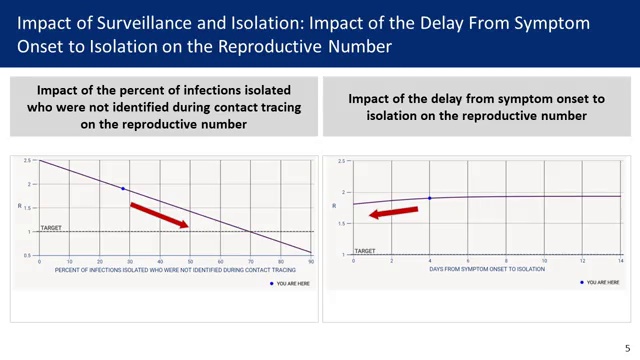 Impact of Surveillance and Isolation: Impact of the Delay From Symptom
Onset to Isolation on the Reproductive Number
Impact of the percent of infections isolated
who were not identified during contact tracing
on the reproductive number
2.5
2
R
1.5
TARGET
1
0.5
0 10 20 30 40 50 60 70 80 90
PERCENT OF INFECTIONS ISOLATED WHO WERE NOT IDENTIFIED DURING CONTACT TRACING
YOU ARE HERE
Impact of the delay from symptom onset to
isolation on the reproductive number
2.5
2
R
1.5
TARGET
1
0 2 4 6 8 10 12 14
DAYS FROM SYMPTOM ONSET TO ISOLATION
YOU ARE HERE
5